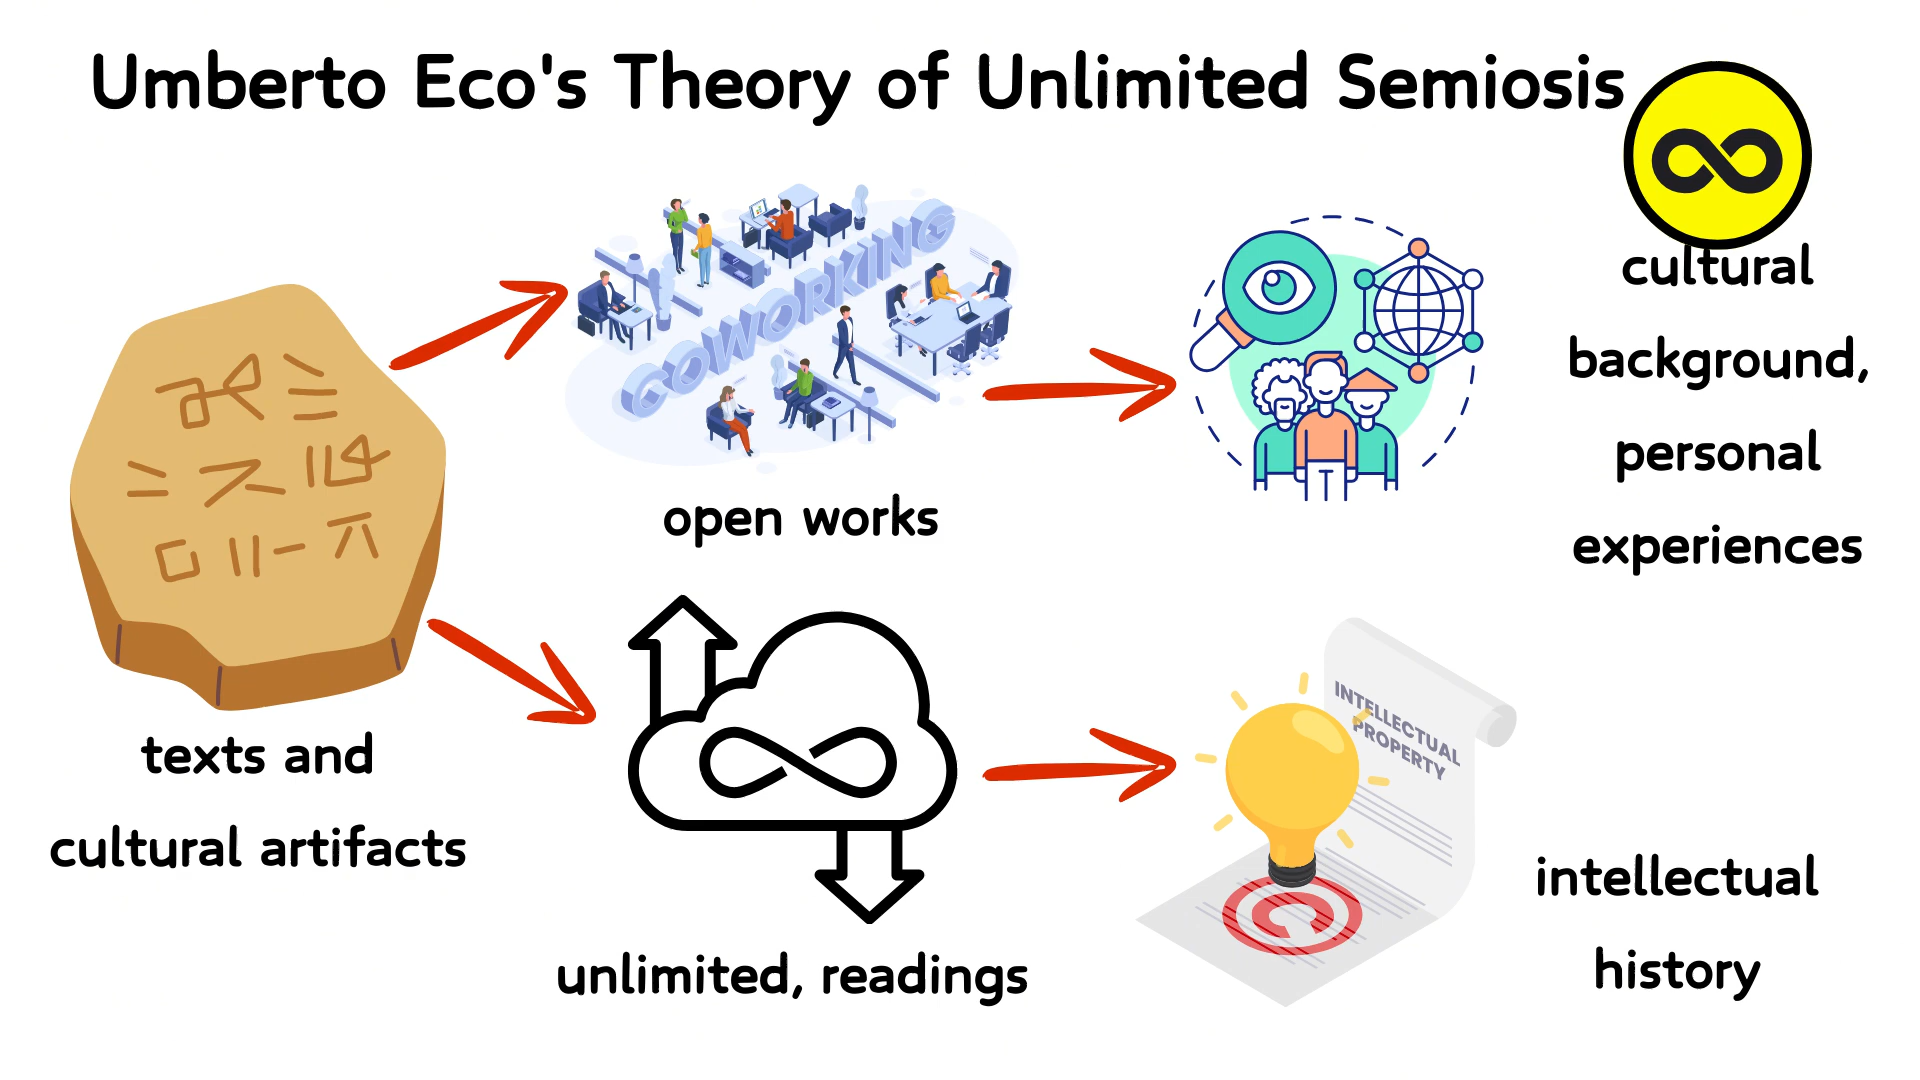 Umberto Eco's Theory of Unlimited Semiosis
COWORKING
open works
cultural
background,
personal
experiences
texts and
cultural artifacts
unlimited, readings
INTELLECTUAL
PROPERTY
intellectual
history